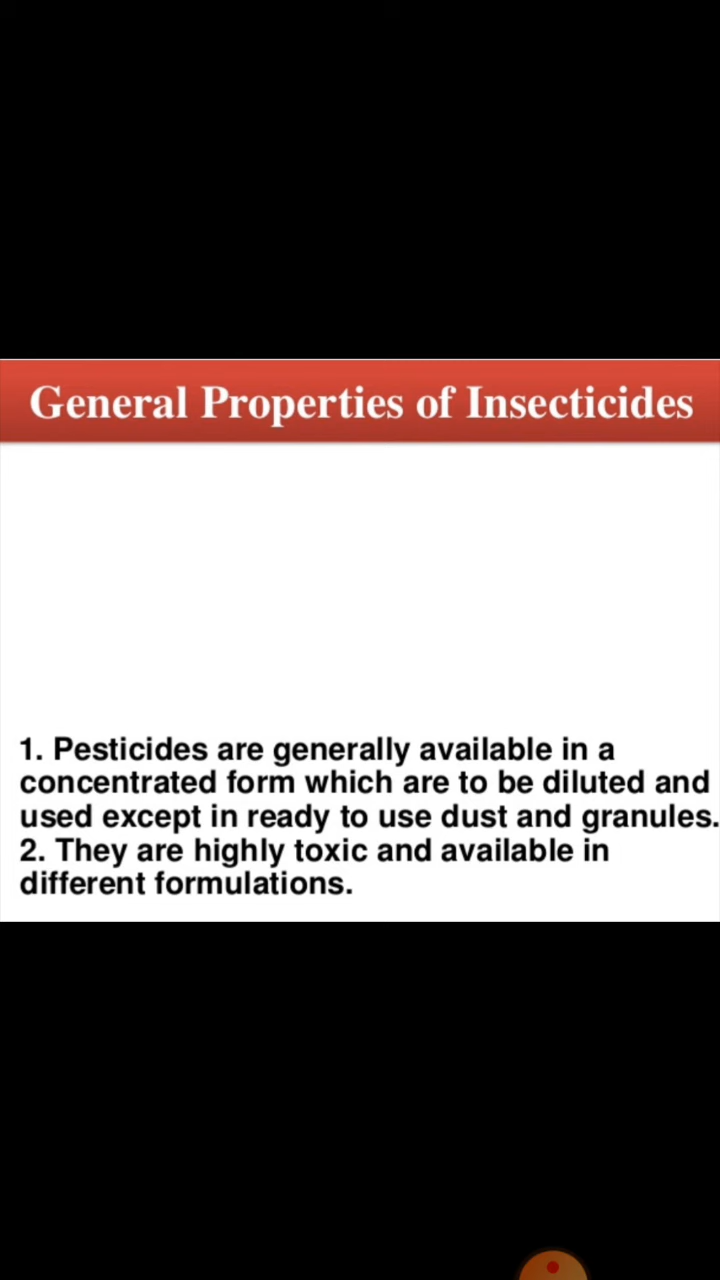 General Properties of Insecticides
1. Pesticides are generally available in a
concentrated form which are to be diluted and
used except in ready to use dust and granules.
2. They are highly toxic and available in
different formulations.